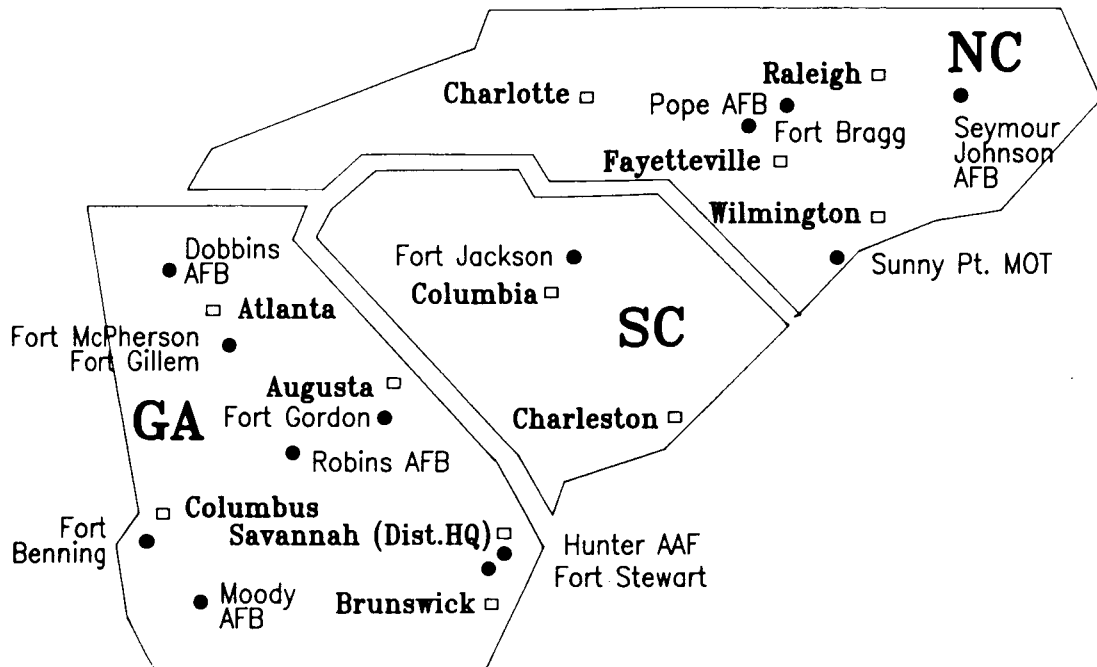 NC
Raleigh
Charlotte
Pope AFB
Fort Bragg
Seymour
Johnson
AFB
Fayetteville
Wilmington
Sunny Pt. MOT
Dobbins
AFB
Fort Jackson
Columbia
SC
Atlanta
Fort McPherson
Fort Gillem
Augusta
GA
Fort Gordon
Charleston
Robins AFB
Columbus
Fort
Benning
Savannah (Dist.HQ)
Hunter AAF
Fort Stewart
Moody
AFB
Brunswick